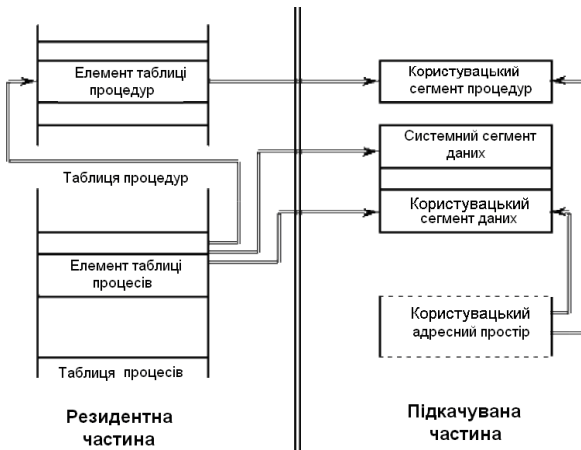 Елемент таблиці
процедур
Таблиця процедур
Елемент таблиці
процесів
Таблиця процесів
Резидентна
частина
Користувацький
сегмент процедур
Системний сегмент
даних
Користувацький
сегмент даних
Користувацький
адресний простір
Підкачувана
частина